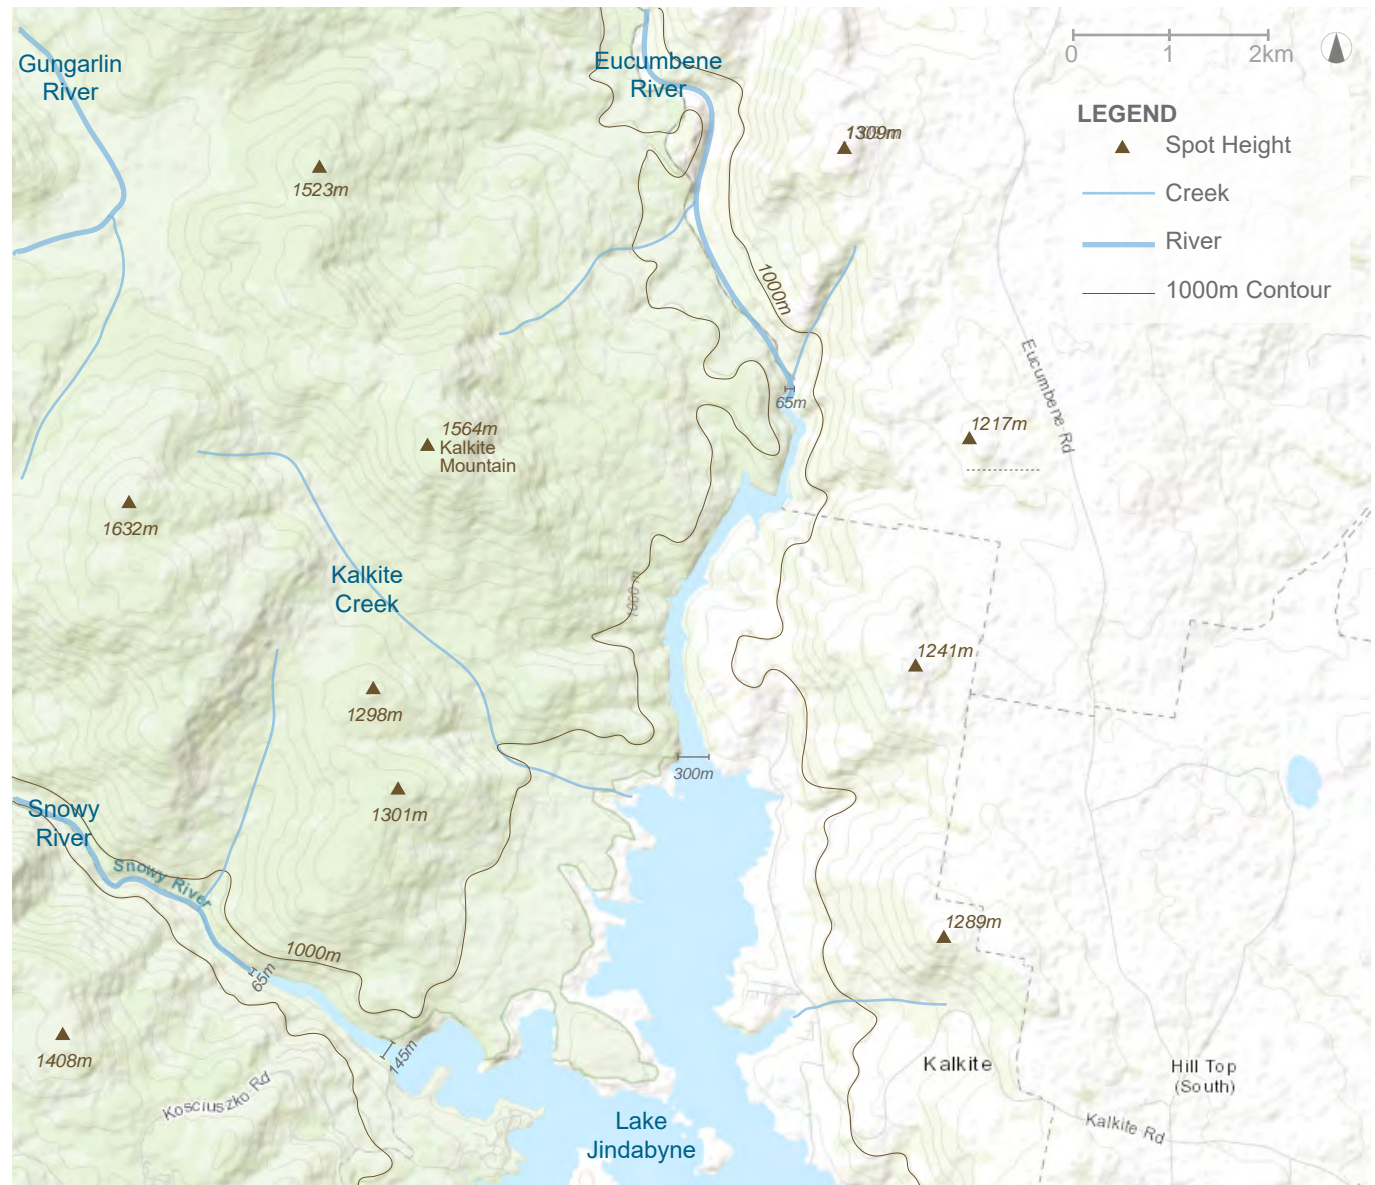 Gungarlin
River
Eucumbene
River
0 1 2km
LEGEND
Spot Height
Creek
River
1000m Contour
1309m
1523m
1000m
Eucumbene Rd
65m
1217m
1564m
Kalkite
Mountain
1632m
Kalkite
Creek
1000 m
1241m
1298m
300m
1301m
Snowy
River
Snowy River
1289m
1000m
65m
1408m
145m
Kosciuszko Rd
Kalkite
Hill Top
(South)
Kalkite Rd
Lake
Jindabyne